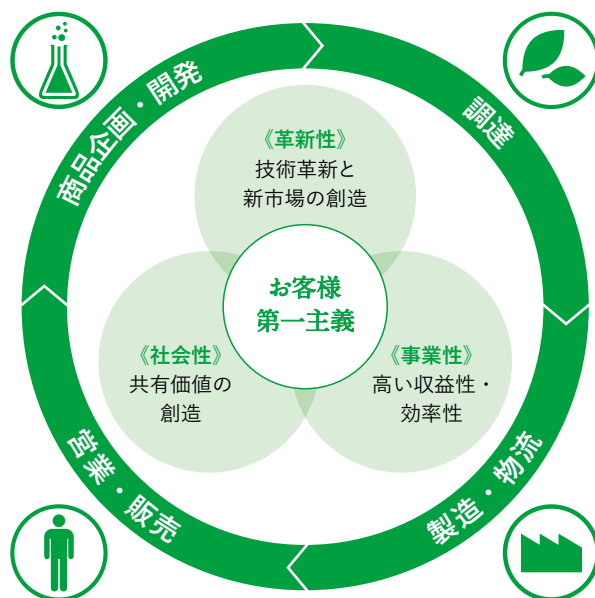 商品企画・開発
調達
製造・物流
営業・販売
《革新性》
技術革新と
新市場の創造
お客様
第一主義
《社会性》
共有価値の
創造
《事業性》
高い収益性・
効率性